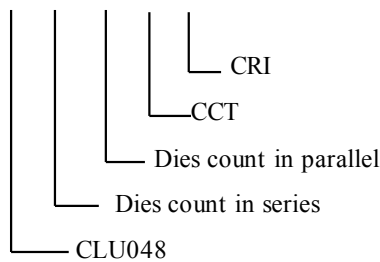 CRI
CCT
Dies count in parallel
Dies count in series
CLU048